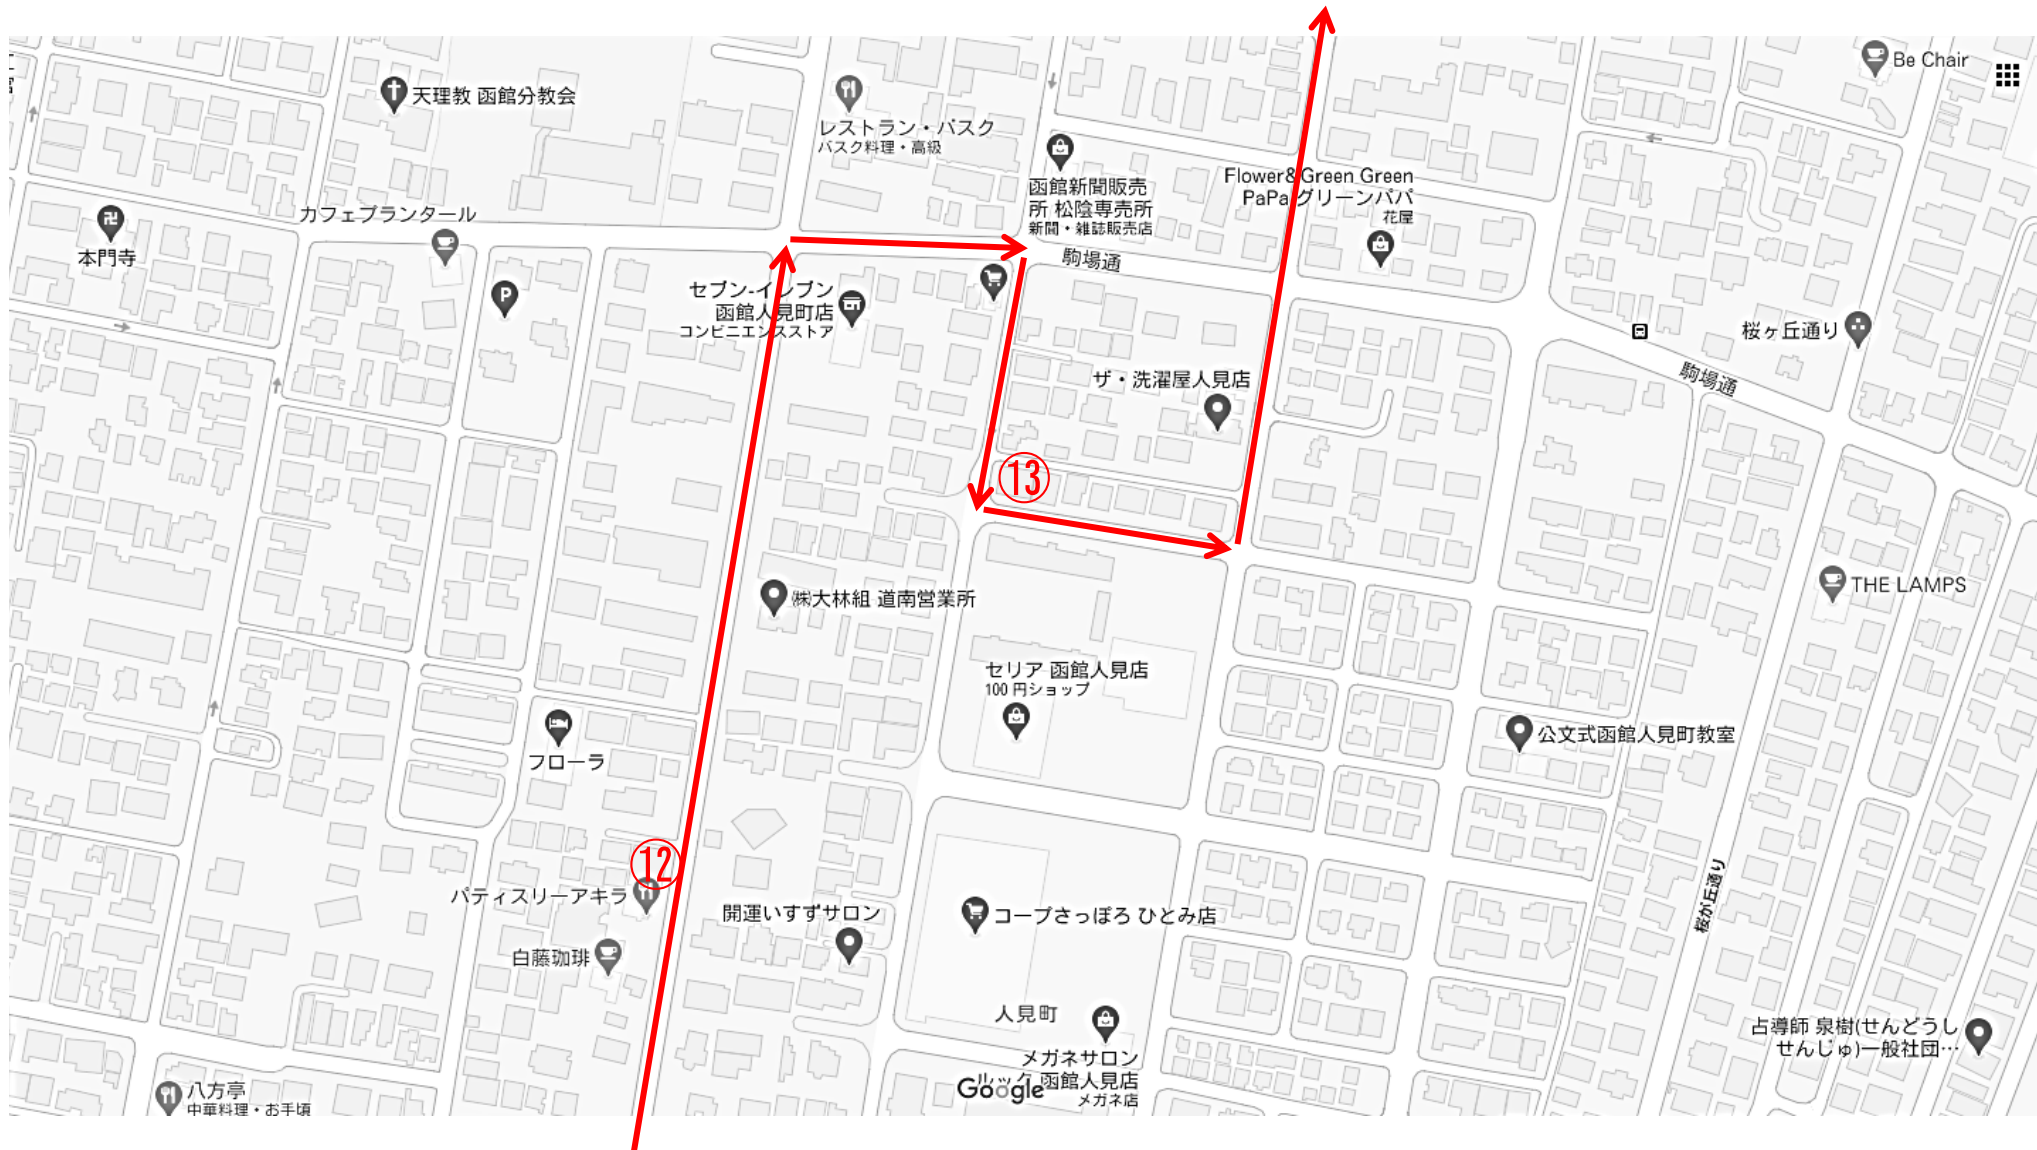 Be Chair
天理教 函館分教会
レストラン・バスク
バスク料理・高級
函館新聞販売
所 松陰専売所
新聞・雑誌販売店
Flower&Green Green
PaPa グリーンパパ
花屋
カフェプランタール
本門寺
駒場通
P
セブン-イレブン
函館人見町店
コンビニエンスストア
桜ヶ丘通り
駒場通
ザ・洗濯屋人見店
⑬
㈱大林組 道南営業所
THE LAMPS
セリア 函館人見店
100 円ショップ
公文式函館人見町教室
フローラ
⑫
パティスリーアキラ
開運いすずサロン
コープさっぽろ ひとみ店
桜が丘通り
白藤珈琲
人見町
占導師 泉樹(せんどうし
せんじゅ)一般社団…
メガネサロン
ルック 函館人見店
メガネ店
Google
八方亭
中華料理・お手頃